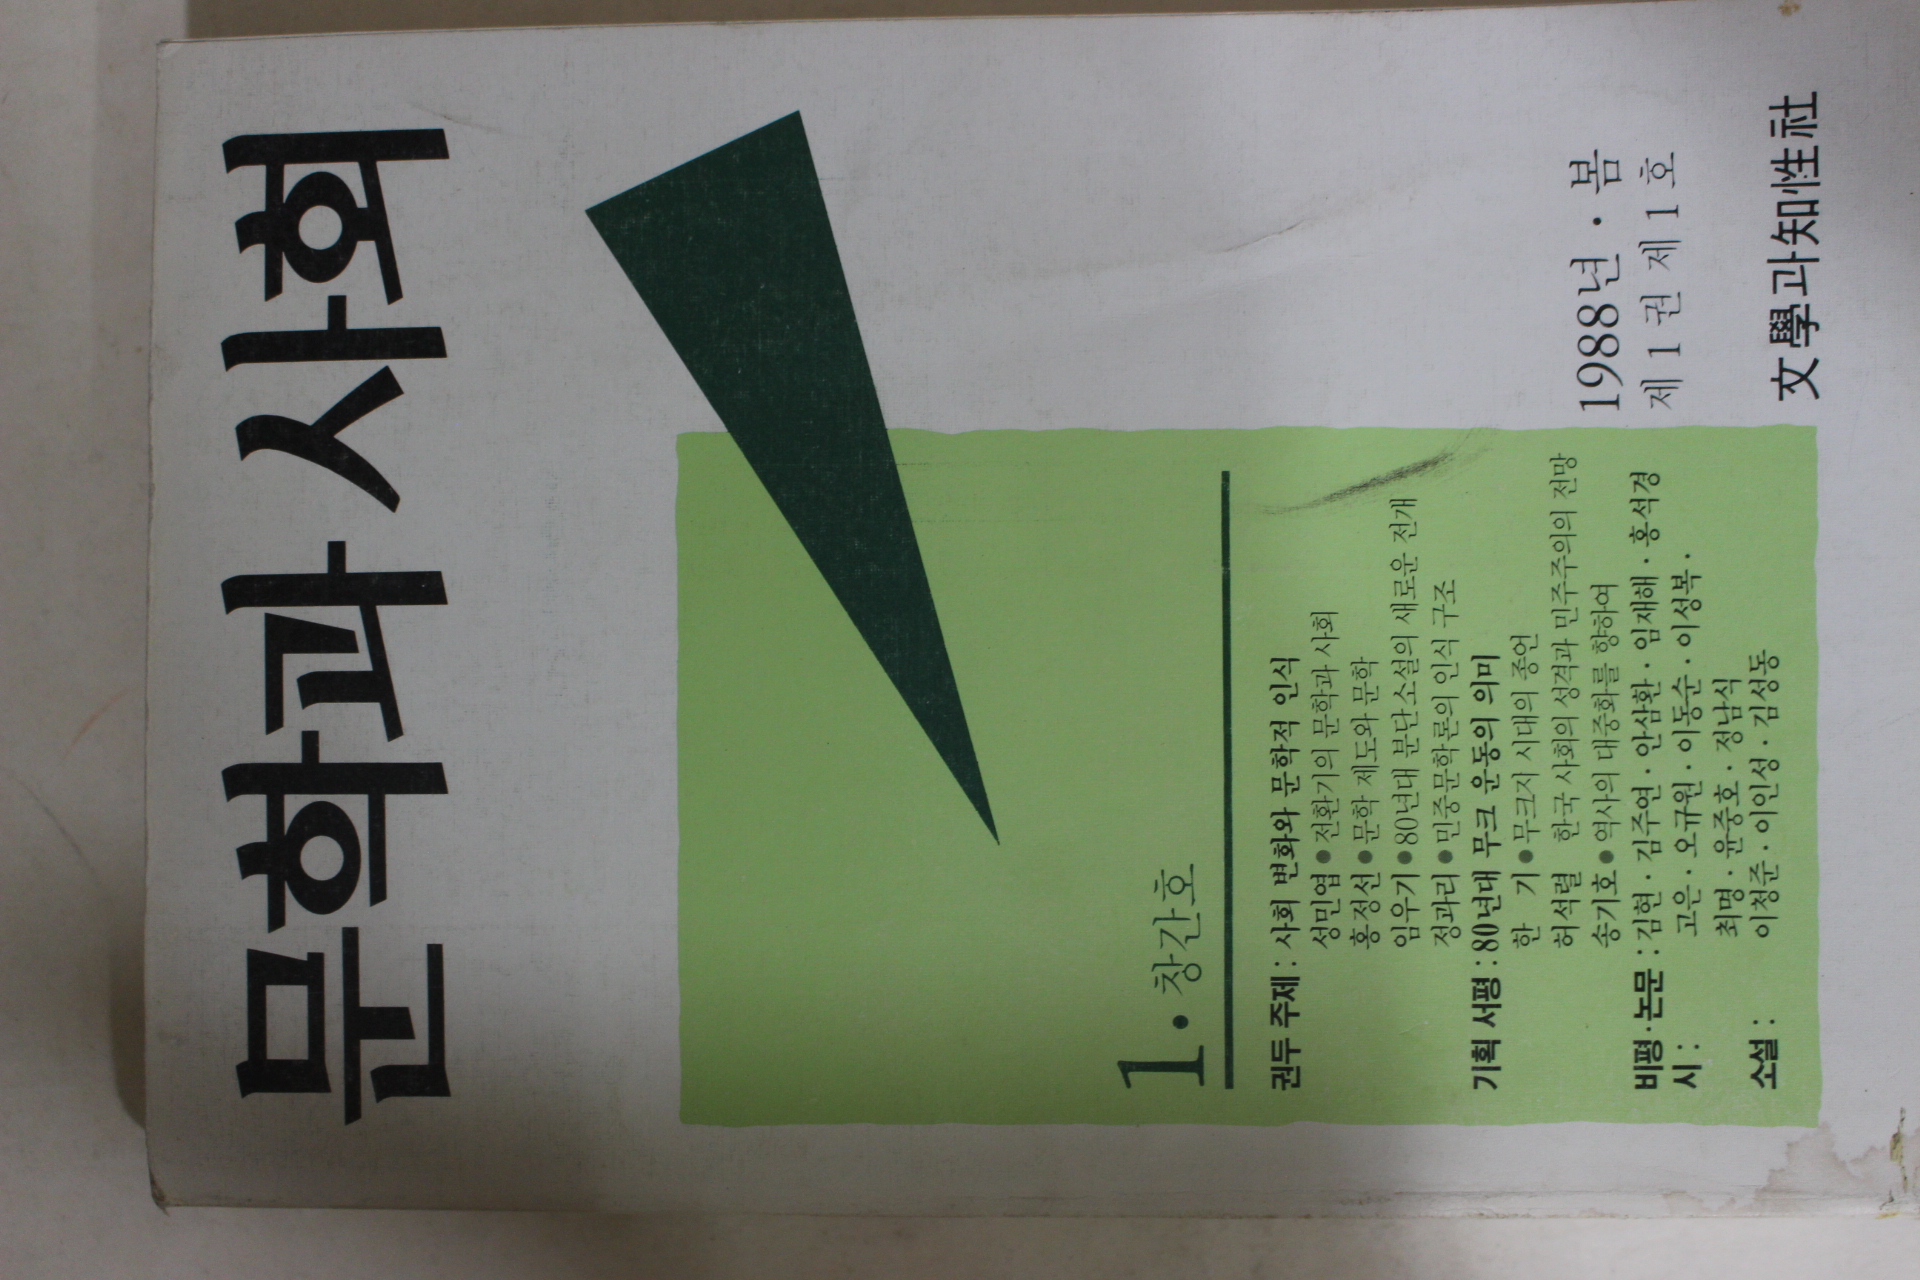 문학과 사회
1988년 · 봄
제 1 권 제 1 호
文學과知性社
1 · 창간호
권두 주제 : 사회 변화와 문학적 인식
성민엽 ● 전환기의 문학과 사회
홍정선 ● 문학 제도와 문학
임우기 ● 80년대 분단소설의 새로운 전개
정과리 ● 민중문학론의 인식 구조
기획 서평 : 80년대 무크 운동의 의미
한 기 ● 무크지 시대의 종언
허석렬 한국 사회의 성격과 민주주의의 전망
송기호 ● 역사의 대중화를 향하여
비평·논문 : 김현 · 김주연 · 안삼환 · 임재해 · 홍석경
시 : 고은 · 오규원 · 이동순 · 이성복 ·
최명 · 윤중호 · 정남식
소설 : 이청준 · 이인성 · 김성동